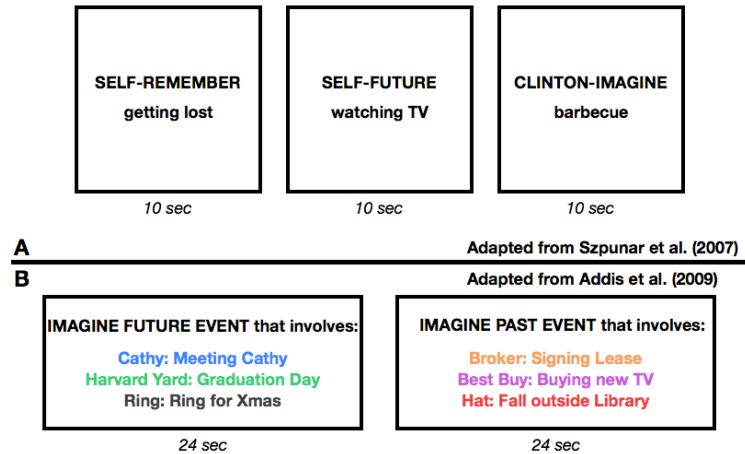 SELF-REMEMBER
getting lost
SELF-FUTURE
watching TV
CLINTON-IMAGINE
barbecue
10 sec
10 sec
10 sec
A
Adapted from Szpunar et al. (2007)
B
Adapted from Addis et al. (2009)
IMAGINE FUTURE EVENT that involves:
Cathy: Meeting Cathy
Harvard Yard: Graduation Day
Ring: Ring for Xmas
IMAGINE PAST EVENT that involves:
Broker: Signing Lease
Best Buy: Buying new TV
Hat: Fall outside Library
24 sec
24 sec